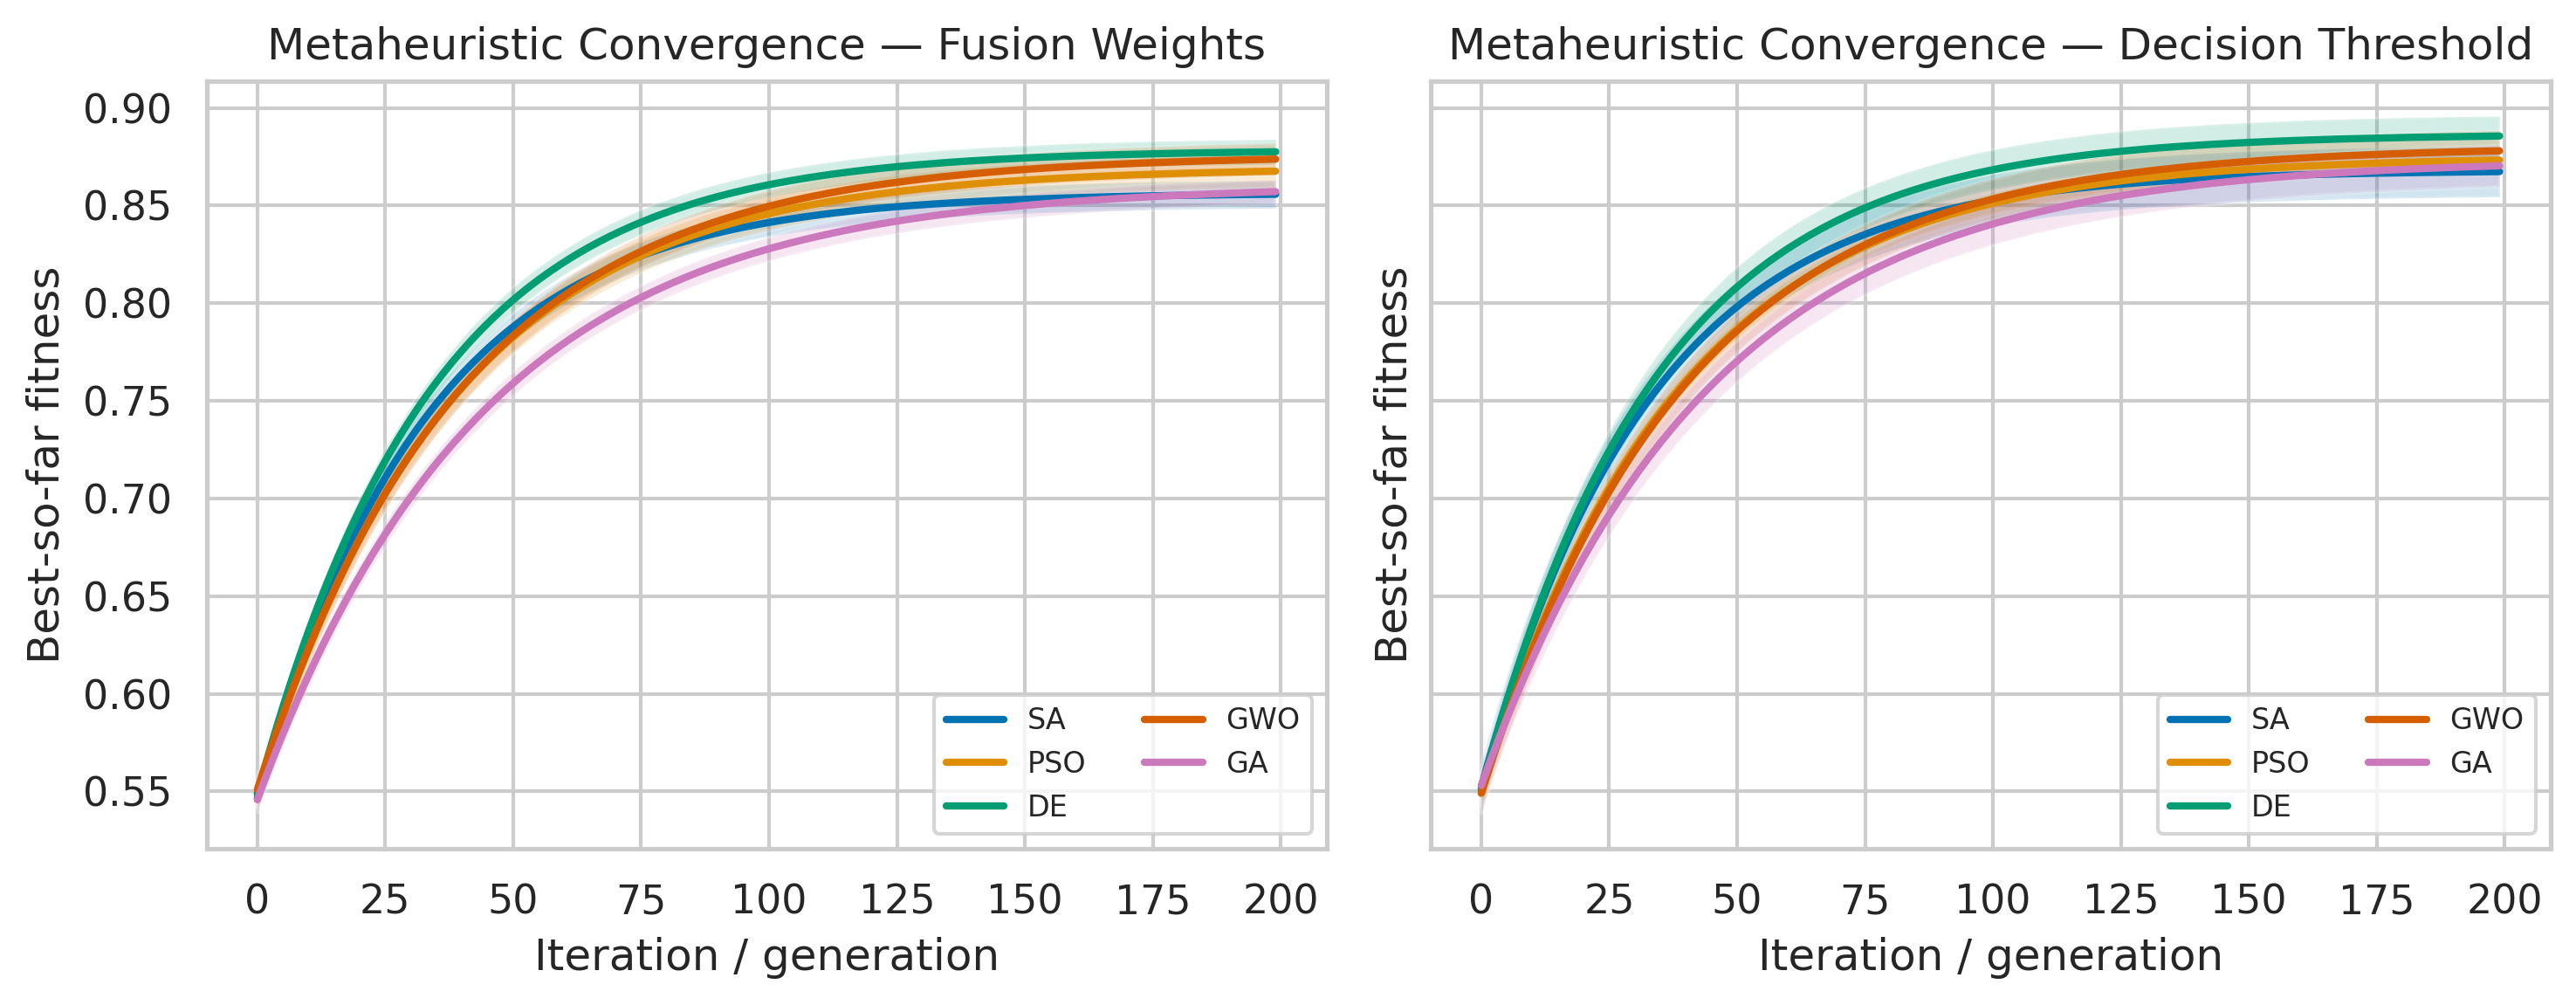 Metaheuristic Convergence — Fusion Weights
Best-so-far fitness
0.90
0.85
0.80
0.75
0.70
0.65
0.60
0.55
SA
PSO
DE
GWO
GA
0 25 50 75 100 125 150 175 200
Iteration / generation
Metaheuristic Convergence — Decision Threshold
Best-so-far fitness
SA
PSO
DE
GWO
GA
0 25 50 75 100 125 150 175 200
Iteration / generation